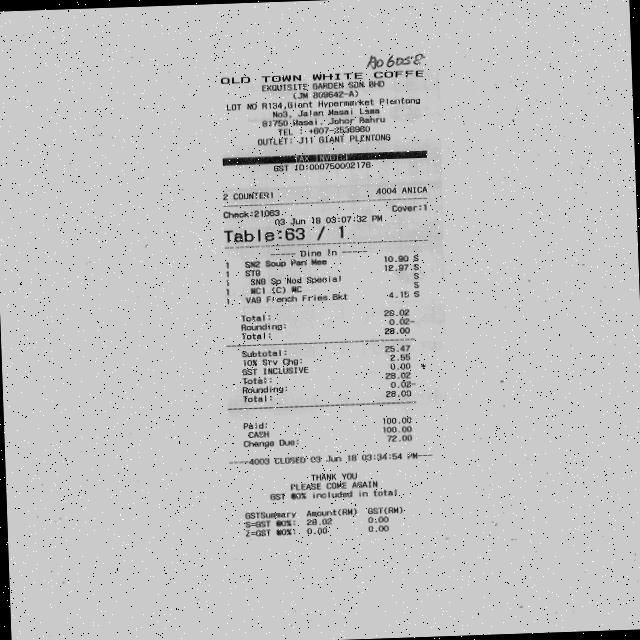 A06058
OLD TOWN WHITE COFFE
EXQUISITE GARDEN SDN BHD
(JM 809642-A)
LOT NO R134,Giant Hypermarket Plentong
No3, Jalan Masai Lama
81750 Masai, Johor Bahru
TEL : +607-2538960
OUTLET: J11 GIANT PLENTONG
TAX INVOICE
GST ID:000750002176
2 COUNTER1 4004 ANICA
Check:21063 Cover:1
03 Jun 18 03:07:32 PM
Table:63 / 1
----- Dine In -----
1 SN2 Soup Pan Mee 10.90 S
1 ST8 12.97 S
1 SN8 Sp Nod Special S
1 WC1 (C) WC S
1 VA9 French Fries Bkt 4.15 S
Total: 28.02
Rounding: 0.02-
Total: 28.00
Subtotal: 25.47
10% Srv Chg: 2.55
GST INCLUSIVE 0.00 *
Total: 28.02
Rounding: 0.02-
Total: 28.00
Paid: 100.00
CASH 100.00
Change Due: 72.00
----4003 CLOSED 03 Jun 18 03:34:54 PM----
THANK YOU
PLEASE COME AGAIN
GST @0% included in total
GSTSummary Amount(RM) GST(RM)
S=GST @0%: 28.02 0.00
Z=GST @0%: 0.00 0.00